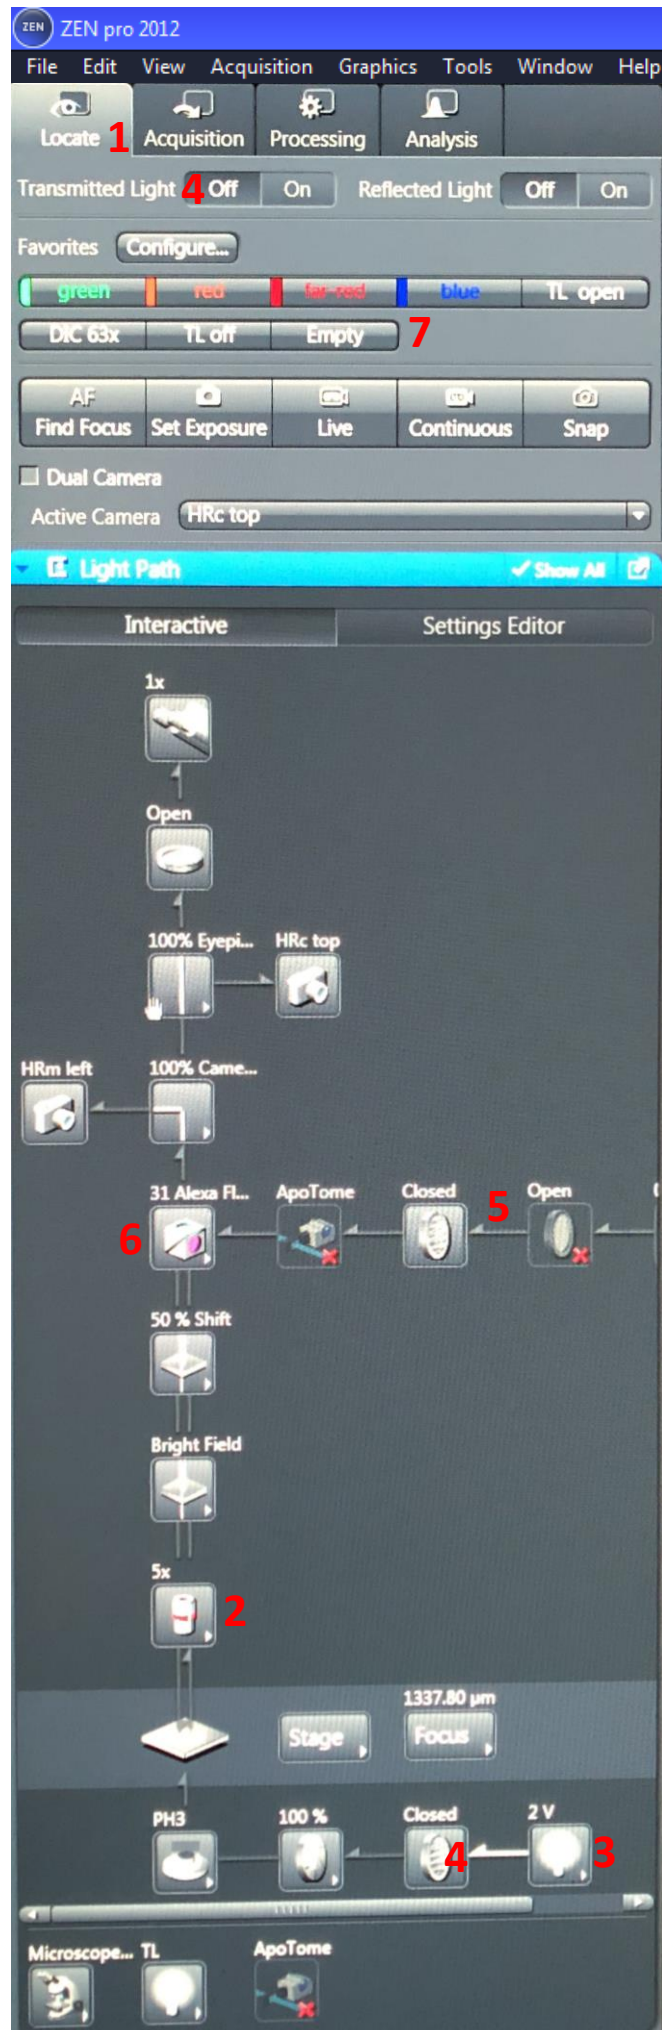 ZEN ZEN pro 2012
File Edit View Acquisition Graphics Tools Window Help
Locate 1 Acquisition Processing Analysis
Transmitted Light 4 Off On Reflected Light Off On
Favorites Configure...
green red far-red blue TL open
DIC 63x TL off Empty 7
AF
Find Focus Set Exposure Live Continuous Snap
Dual Camera
Active Camera HRc top
Light Path Show All
Interactive Settings Editor
1x
Open
100% Eyepi... HRc top
HRm left 100% Came...
31 Alexa Fl... ApoTome Closed 5 Open
6
50 % Shift
Bright Field
5x
2
1337.80 µm
Stage Focus
PH3 100 % Closed 2 V
4 3
Microscope... TL ApoTome